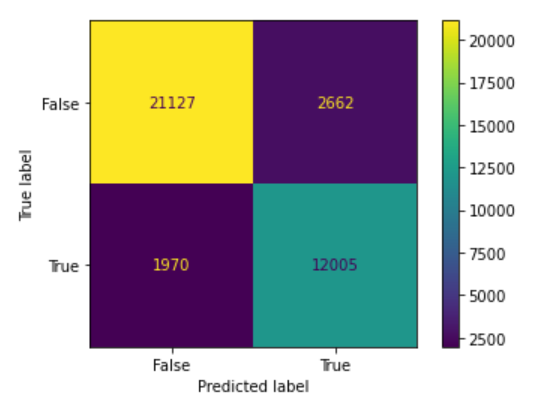 False
21127
2662
True
1970
12005
False
True
True label
Predicted label
20000
17500
15000
12500
10000
7500
5000
2500